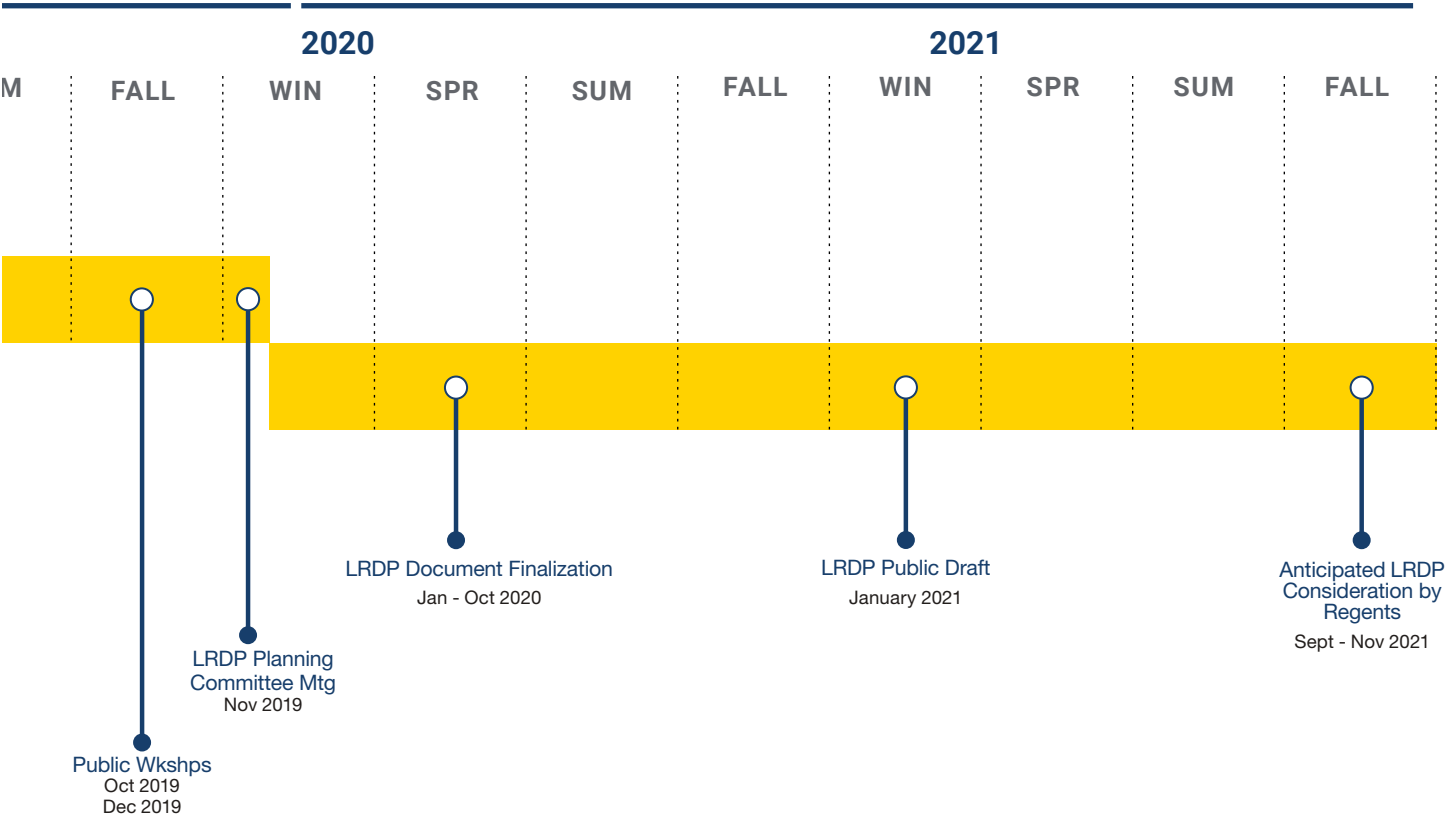 2020
2021
M
FALL
WIN
SPR
SUM
FALL
WIN
SPR
SUM
FALL
LRDP Document Finalization
Jan - Oct 2020
LRDP Public Draft
January 2021
Anticipated LRDP
Consideration by
Regents
Sept - Nov 2021
LRDP Planning
Committee Mtg
Nov 2019
Public Wkshps
Oct 2019
Dec 2019